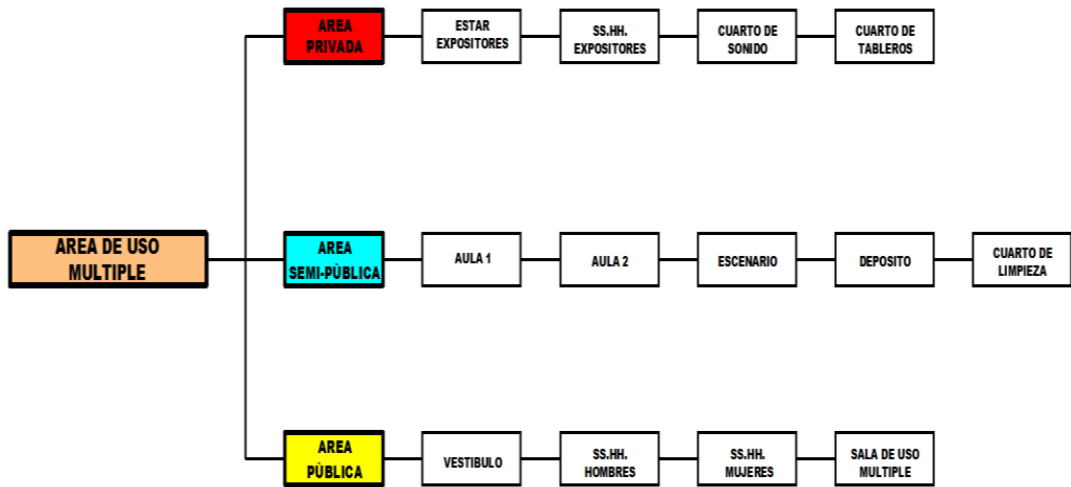 AREA
PRIVADA
ESTAR
EXPOSITORES
SS.HH.
EXPOSITORES
CUARTO DE
SONIDO
CUARTO DE
TABLEROS
AREA DE USO
MULTIPLE
AREA
SEMI-PÙBLICA
AULA 1
AULA 2
ESCENARIO
DEPOSITO
CUARTO DE
LIMPIEZA
AREA
PÙBLICA
VESTIBULO
SS.HH.
HOMBRES
SS.HH.
MUJERES
SALA DE USO
MULTIPLE